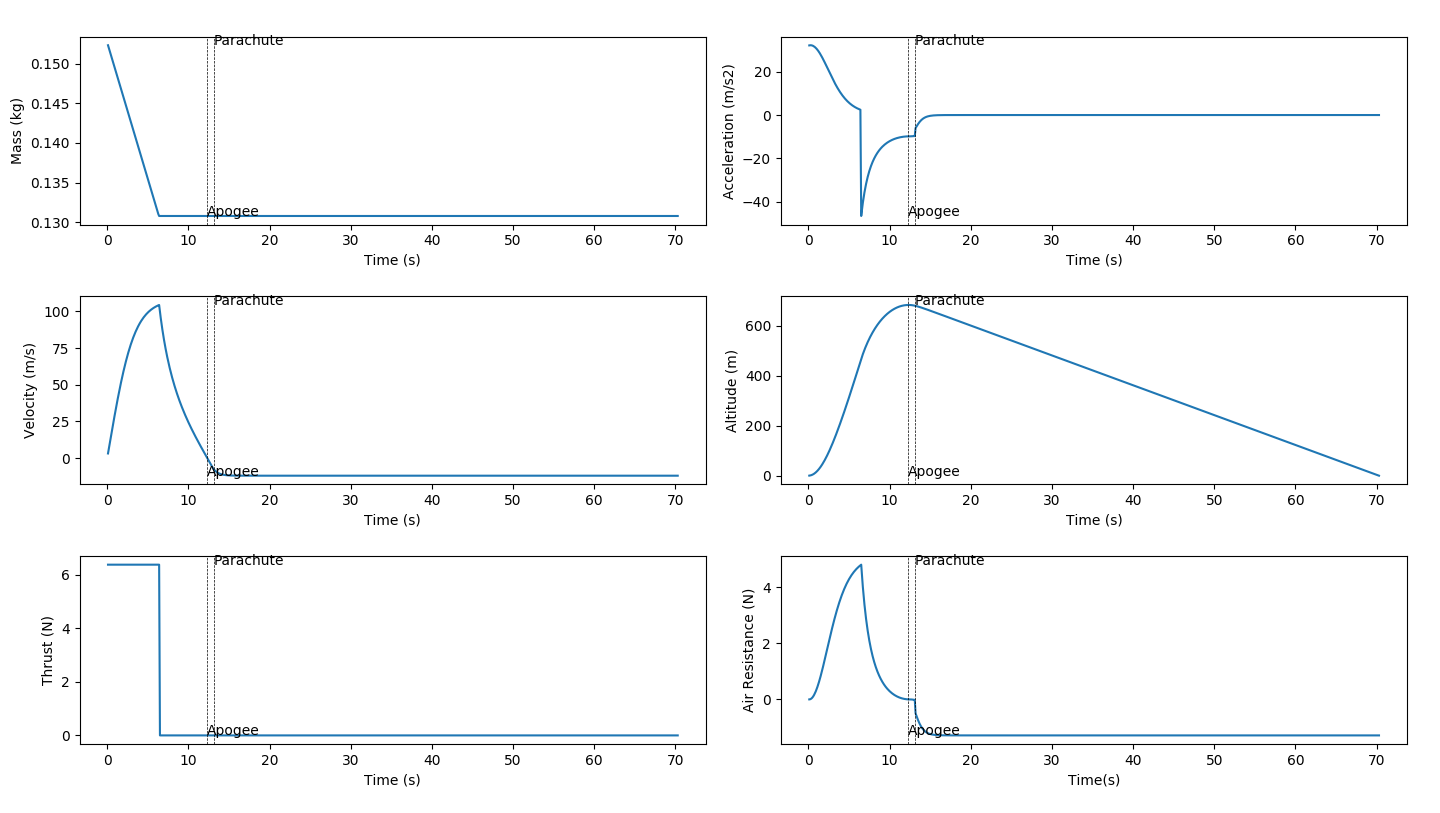 Parachute
0.150
0.145
0.140
0.135
0.130
Mass (kg)
Apogee
0 10 20 30 40 50 60 70
Time (s)
Parachute
20
0
−20
−40
Acceleration (m/s2)
Apogee
0 10 20 30 40 50 60 70
Time (s)
Parachute
100
75
50
25
0
Velocity (m/s)
Apogee
0 10 20 30 40 50 60 70
Time (s)
Parachute
600
400
200
0
Altitude (m)
Apogee
0 10 20 30 40 50 60 70
Time (s)
Parachute
6
4
2
0
Thrust (N)
Apogee
0 10 20 30 40 50 60 70
Time (s)
Parachute
4
2
0
Air Resistance (N)
Apogee
0 10 20 30 40 50 60 70
Time(s)